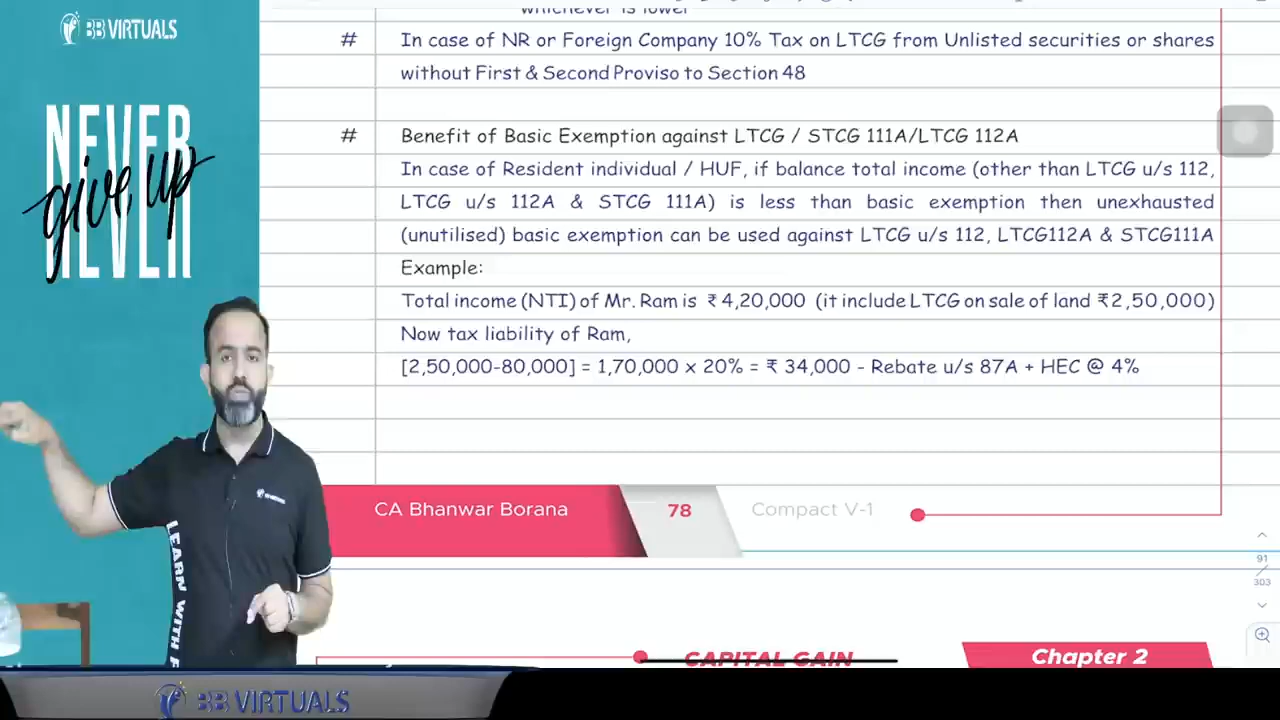 BB VIRTUALS
NEVER
give up
NEVER
whichever is lower
# In case of NR or Foreign Company 10% Tax on LTCG from Unlisted securities or shares
without First & Second Proviso to Section 48
# Benefit of Basic Exemption against LTCG / STCG 111A/LTCG 112A
In case of Resident individual / HUF, if balance total income (other than LTCG u/s 112,
LTCG u/s 112A & STCG 111A) is less than basic exemption then unexhausted
(unutilised) basic exemption can be used against LTCG u/s 112, LTCG112A & STCG111A
Example:
Total income (NTI) of Mr. Ram is ₹ 4,20,000 (it include LTCG on sale of land ₹2,50,000)
Now tax liability of Ram,
[2,50,000-80,000] = 1,70,000 x 20% = ₹ 34,000 - Rebate u/s 87A + HEC @ 4%
CA Bhanwar Borana
78
Compact V-1
91
303
LEARN WITH
CAPITAL GAIN
Chapter 2
BB VIRTUALS